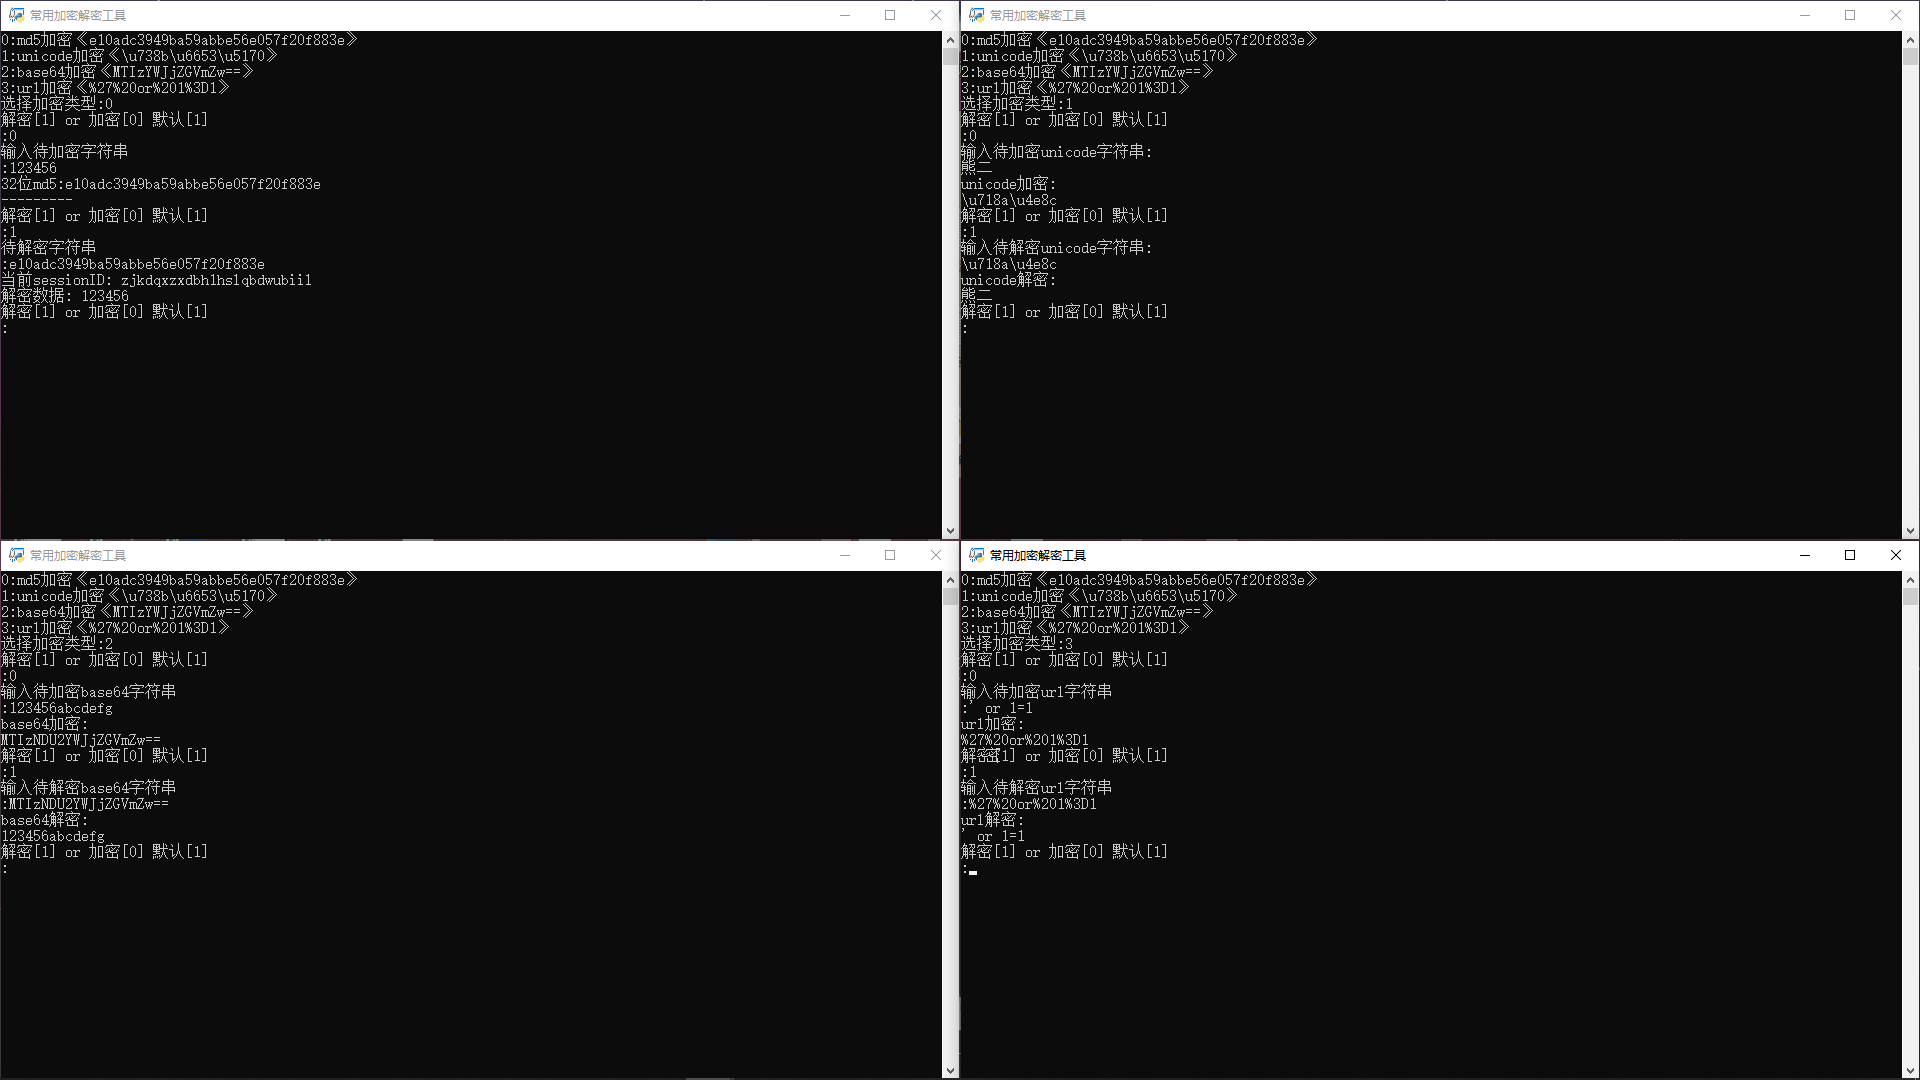 常用加密解密工具
0:md5加密《e10adc3949ba59abbe56e057f20f883e》
1:unicode加密《\u738b\u6653\u5170》
2:base64加密《MTIzYWJjZGVmZw==》
3:url加密《%27%20or%201%3D1》
选择加密类型:0
解密[1] or 加密[0] 默认[1]
:0
输入待加密字符串
:123456
32位md5:e10adc3949ba59abbe56e057f20f883e
---------
解密[1] or 加密[0] 默认[1]
:1
待解密字符串
:e10adc3949ba59abbe56e057f20f883e
当前sessionID: zjkdqxzxdbhlhslqbdwubiil
解密数据: 123456
解密[1] or 加密[0] 默认[1]
:
常用加密解密工具
0:md5加密《e10adc3949ba59abbe56e057f20f883e》
1:unicode加密《\u738b\u6653\u5170》
2:base64加密《MTIzYWJjZGVmZw==》
3:url加密《%27%20or%201%3D1》
选择加密类型:1
解密[1] or 加密[0] 默认[1]
:0
输入待加密unicode字符串:
熊二
unicode加密:
\u718a\u4e8c
解密[1] or 加密[0] 默认[1]
:1
输入待解密unicode字符串:
\u718a\u4e8c
unicode解密:
熊二
解密[1] or 加密[0] 默认[1]
:
常用加密解密工具
0:md5加密《e10adc3949ba59abbe56e057f20f883e》
1:unicode加密《\u738b\u6653\u5170》
2:base64加密《MTIzYWJjZGVmZw==》
3:url加密《%27%20or%201%3D1》
选择加密类型:2
解密[1] or 加密[0] 默认[1]
:0
输入待加密base64字符串
:123456abcdefg
base64加密:
MTIzNDU2YWJjZGVmZw==
解密[1] or 加密[0] 默认[1]
:1
输入待解密base64字符串
:MTIzNDU2YWJjZGVmZw==
base64解密:
123456abcdefg
解密[1] or 加密[0] 默认[1]
:
常用加密解密工具
0:md5加密《e10adc3949ba59abbe56e057f20f883e》
1:unicode加密《\u738b\u6653\u5170》
2:base64加密《MTIzYWJjZGVmZw==》
3:url加密《%27%20or%201%3D1》
选择加密类型:3
解密[1] or 加密[0] 默认[1]
:0
输入待加密url字符串
:' or 1=1
url加密:
%27%20or%201%3D1
解密[1] or 加密[0] 默认[1]
:1
输入待解密url字符串
:%27%20or%201%3D1
url解密:
' or 1=1
解密[1] or 加密[0] 默认[1]
: